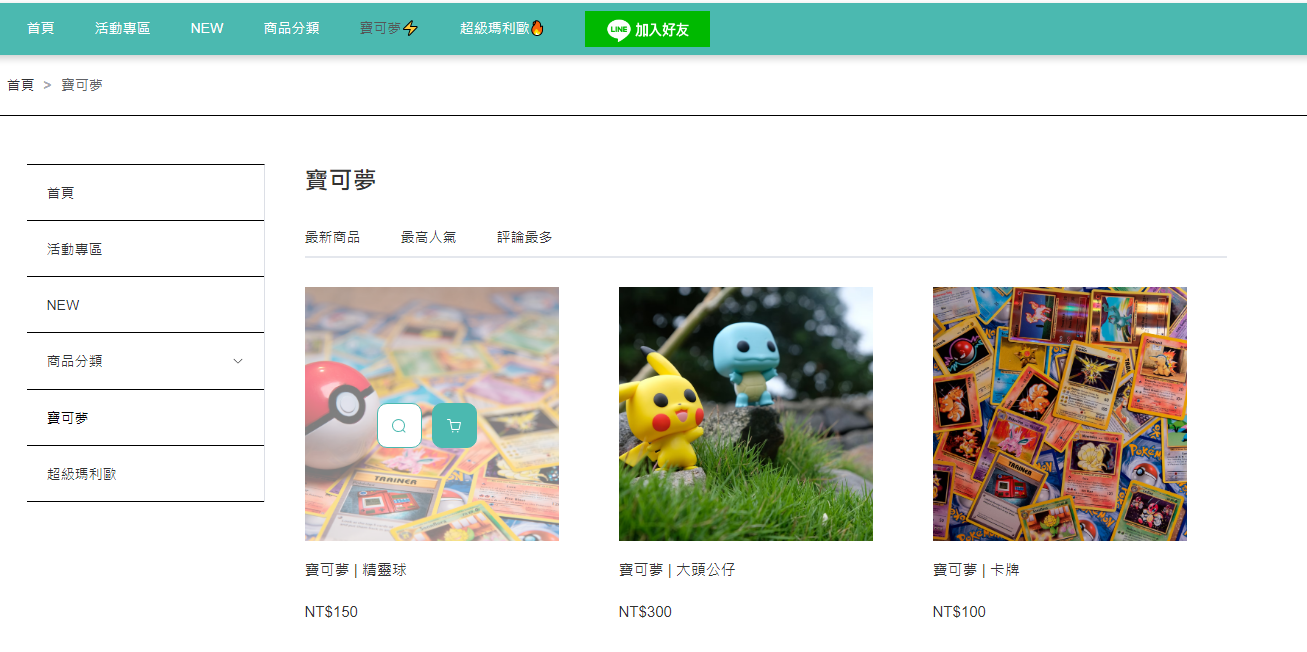 首頁 活動專區 NEW 商品分類 寶可夢⚡ 超級瑪利歐🔥 LINE 加入好友
首頁 > 寶可夢
首頁
活動專區
NEW
商品分類
寶可夢
超級瑪利歐
寶可夢
最新商品 最高人氣 評論最多
TRAINER
TRAINER
寶可夢 | 精靈球 寶可夢 | 大頭公仔 寶可夢 | 卡牌
NT$150 NT$300 NT$100